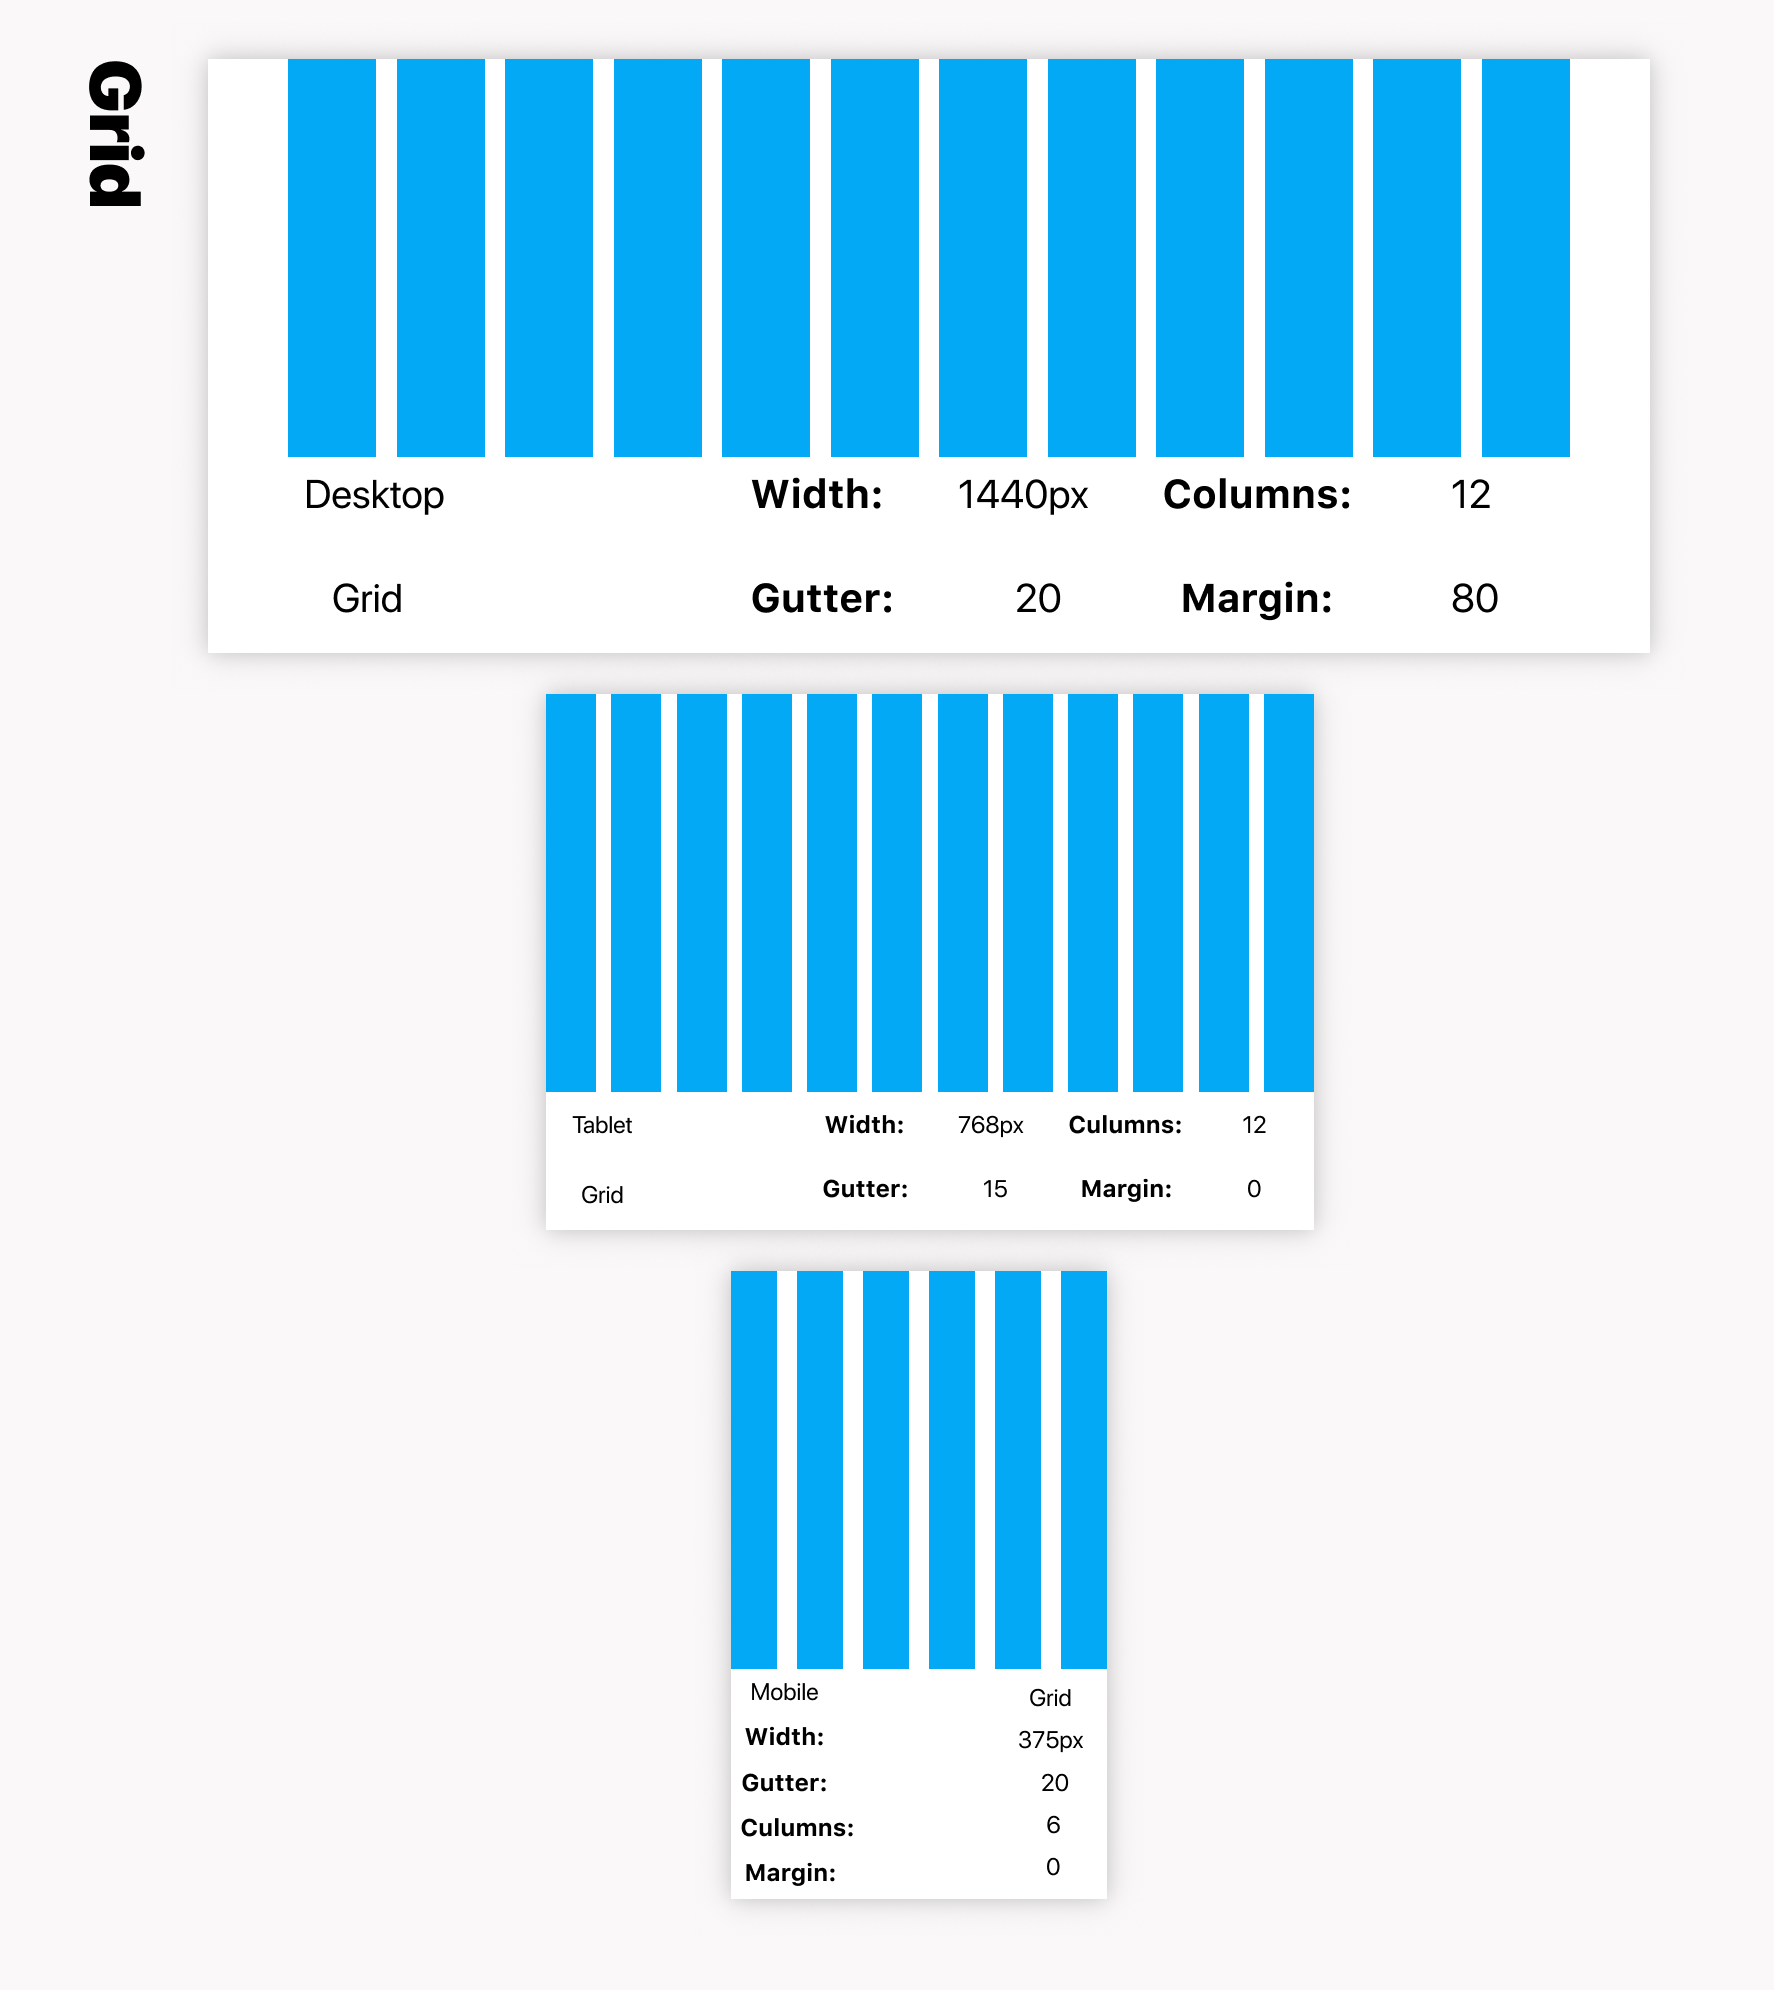 Grid
Desktop Width: 1440px Columns: 12
Grid Gutter: 20 Margin: 80
Tablet Width: 768px Culumns: 12
Grid Gutter: 15 Margin: 0
Mobile Grid
Width: 375px
Gutter: 20
Culumns: 6
Margin: 0